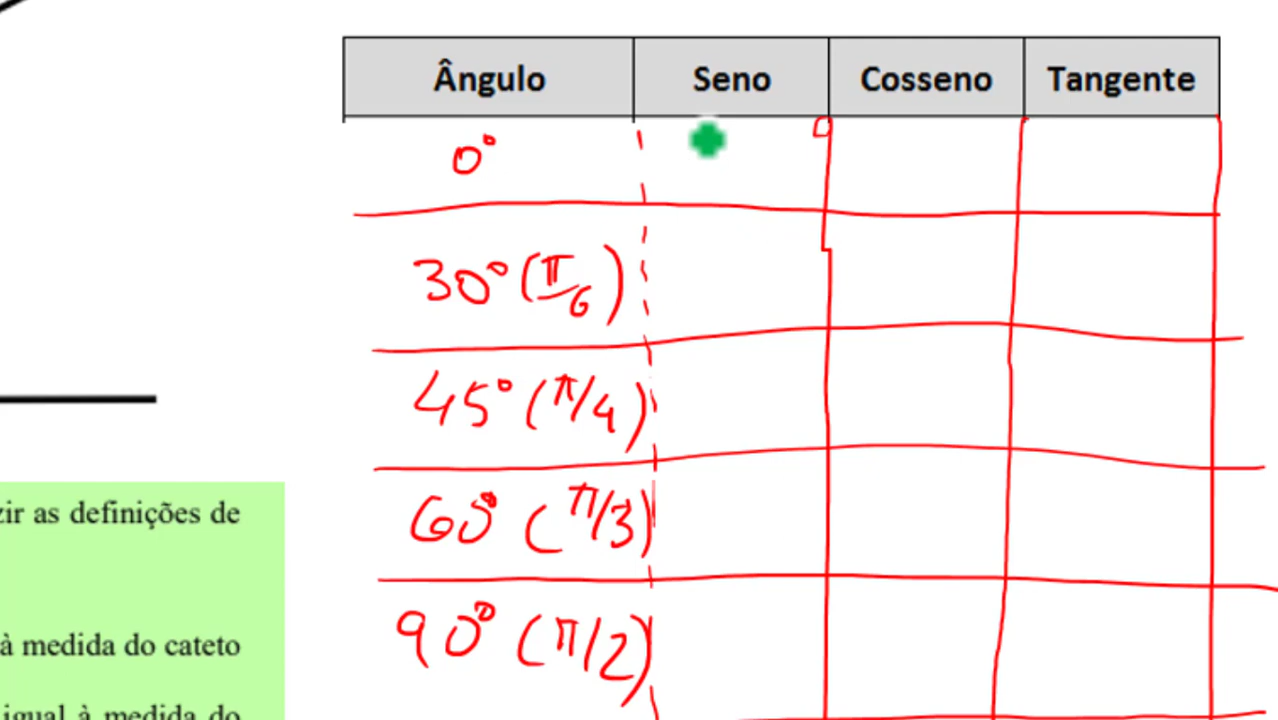 Ângulo Seno Cosseno Tangente
0°
30° (π/6)
45° (π/4)
60° (π/3)
90° (π/2)
zir as definições de
à medida do cateto
igual à medida do